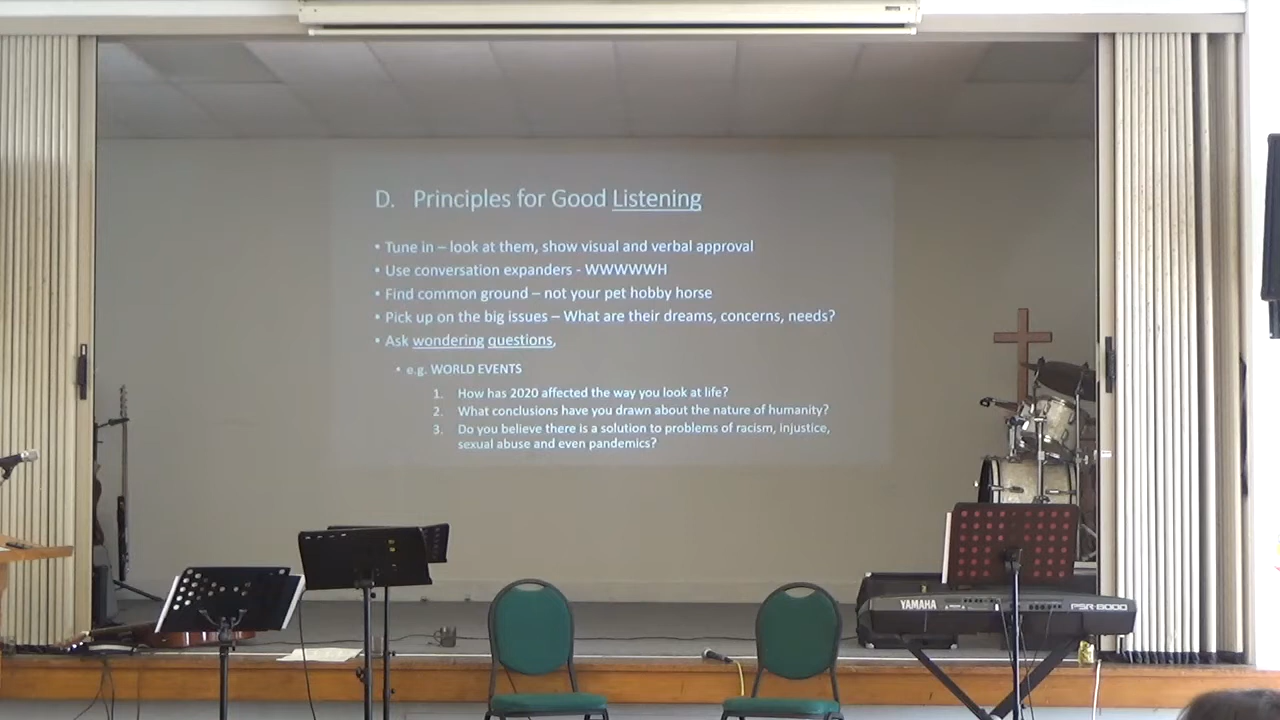 D. Principles for Good Listening
• Tune in – look at them, show visual and verbal approval
• Use conversation expanders - WWWWWH
• Find common ground – not your pet hobby horse
• Pick up on the big issues – What are their dreams, concerns, needs?
• Ask wondering questions,
• e.g. WORLD EVENTS
1. How has 2020 affected the way you look at life?
2. What conclusions have you drawn about the nature of humanity?
3. Do you believe there is a solution to problems of racism, injustice,
sexual abuse and even pandemics?
YAMAHA
PSR-8000